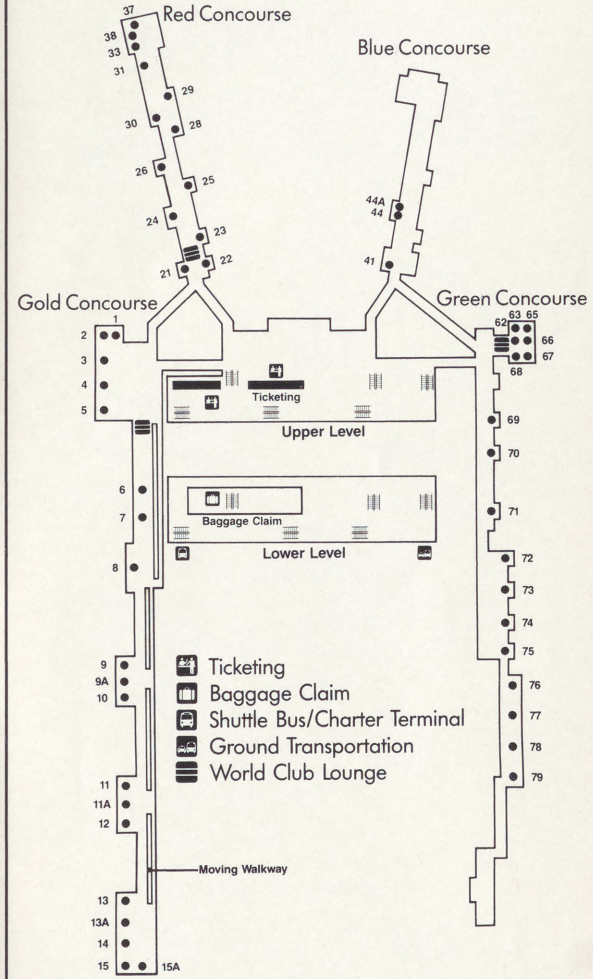 37
Red Concourse
38
33
31
29
30
28
26
25
24
23
22
21
Blue Concourse
44A
44
41
Gold Concourse
1
2
3
4
5
6
7
8
9
9A
10
11
11A
12
13
13A
14
15
15A
Green Concourse
63 65
62
66
67
68
69
70
71
72
73
74
75
76
77
78
79
Ticketing
Upper Level
Baggage Claim
Lower Level
Ticketing
Baggage Claim
Shuttle Bus/Charter Terminal
Ground Transportation
World Club Lounge
Moving Walkway